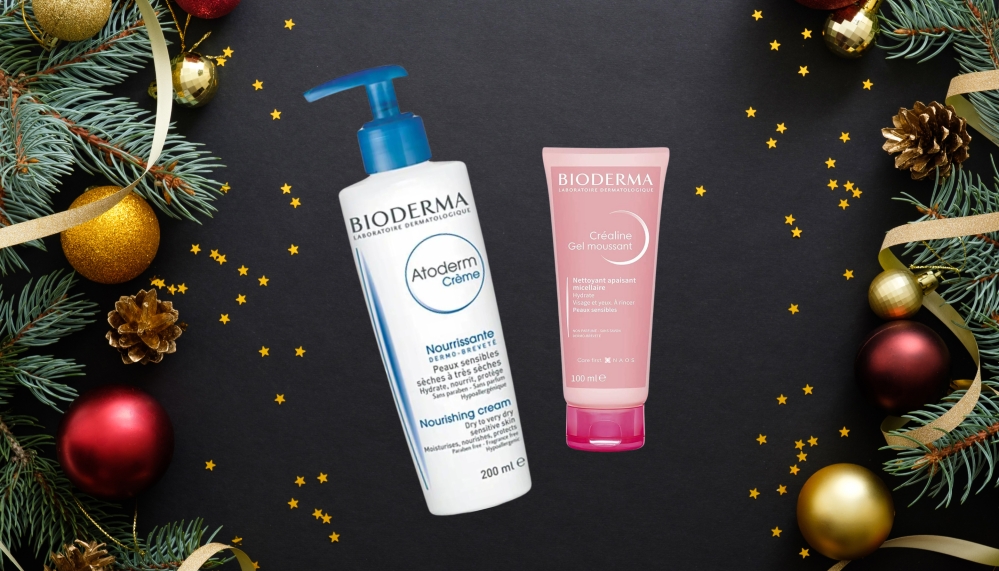 BIODERMA
LABORATOIRE DERMATOLOGIQUE
Atoderm
Crème
Nourrissante
DERMO-BREVETÉ
Peaux sensibles
sèches à très sèches
Hydrate, nourrit, protège
Sans paraben - Sans parfum
Hypoallergénique
Nourishing cream
Dry to very dry
sensitive skin
Moisturises, nourishes, protects
Paraben free - Fragrance free
Hypoallergenic
200 ml ℮
BIODERMA
LABORATOIRE DERMATOLOGIQUE
Créaline
Gel moussant
Nettoyant apaisant
micellaire
Hydrate
Visage et yeux. À rincer
Peaux sensibles
100 ml ℮